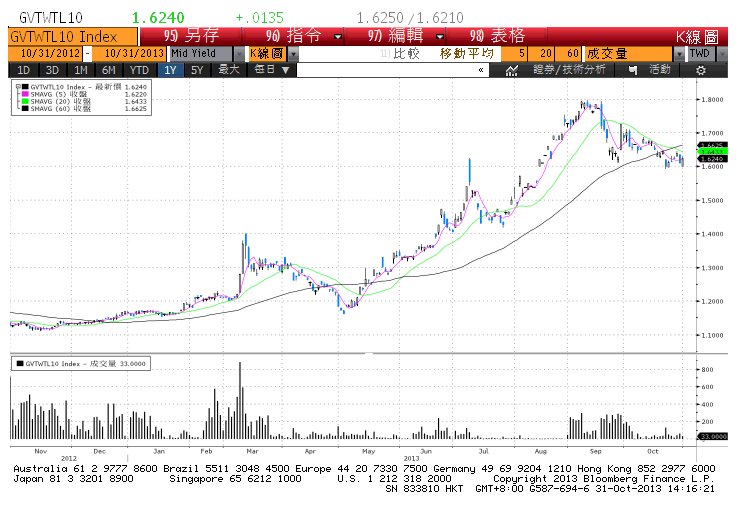 GVTWTL10 1.6240 +.0135 1.6250/1.6210
GVTWTL10 Index 95) 另存 96) 指令 97) 編輯 98) 表格 K線圖
10/31/2012 - 10/31/2013 Mid Yield K線圖 比較 移動平均 5 20 60 成交量 TWD
1D 3D 1M 6M YTD 1Y 5Y 最大 每日 ▼ « 證券/技術分析 活動
GVTWTL10 Index - 最新價 1.6240
SMAVG (5) 收盤 1.6220
SMAVG (20) 收盤 1.6433
SMAVG (60) 收盤 1.6625
1.8000
1.7000
1.6625
1.6433
1.6240
1.6000
1.5000
1.4000
1.3000
1.2000
1.1000
GVTWTL10 Index - 成交量 33.0000
800
600
400
200
33.0000
Nov Dec Jan Feb Mar Apr May Jun Jul Aug Sep Oct
2012 2013
Australia 61 2 9777 8600 Brazil 5511 3048 4500 Europe 44 20 7330 7500 Germany 49 69 9204 1210 Hong Kong 852 2977 6000
Japan 81 3 3201 8900 Singapore 65 6212 1000 U.S. 1 212 318 2000 Copyright 2013 Bloomberg Finance L.P.
SN 833810 HKT GMT+8:00 G587-694-6 31-Oct-2013 14:16:21